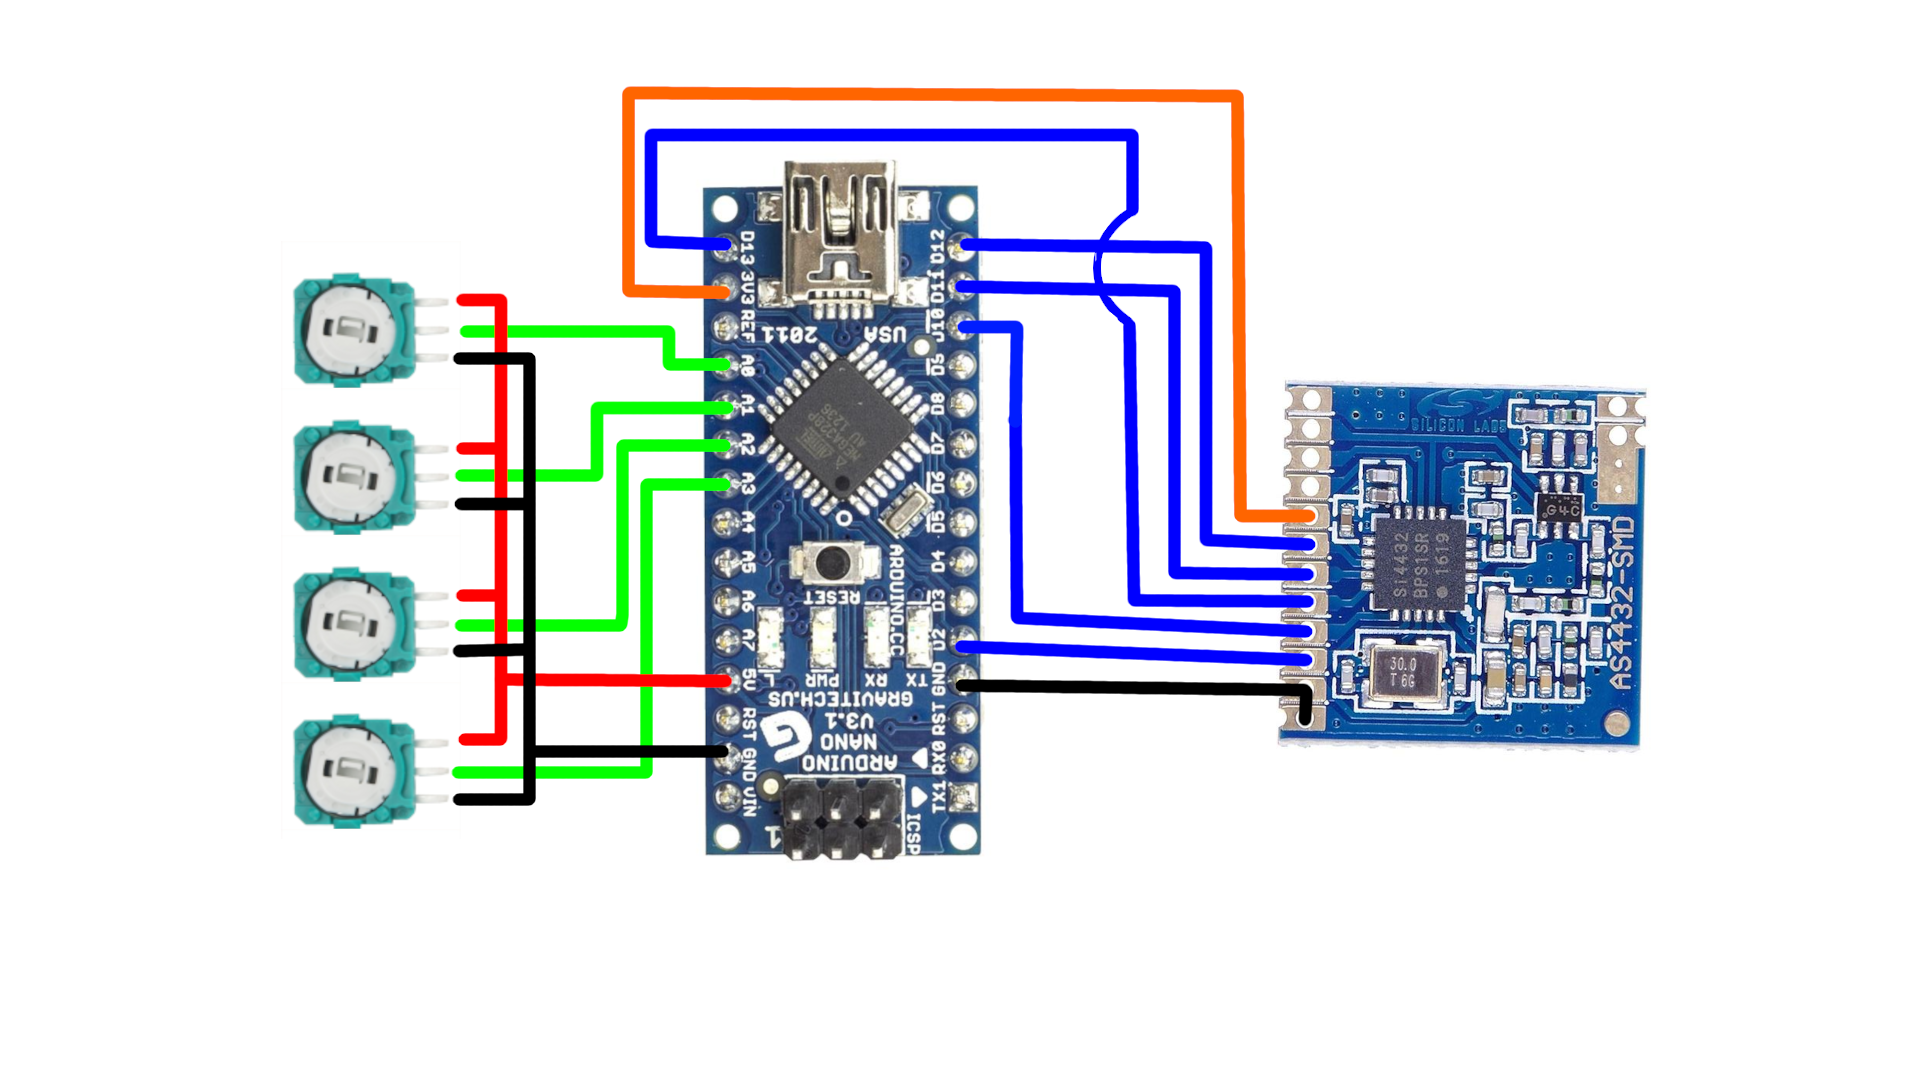 D13
3V3
REF
A0
A1
A2
A3
A4
A5
A6
A7
5V
RST
GND
VIN
D12
D11
D10
D9
D8
D7
D6
D5
D4
D3
D2
GND
RST
RX0
TX1
USA
2011
RESET
ARDUINO.CC
TX
RX
PWR
L
GRAVITECH.US
V3.1
NANO
ARDUINO
ICSP
1
SILICON LABS
G4C
Si4432
BPS1SR
1619
30.0
T 6G
AS4432-SMD